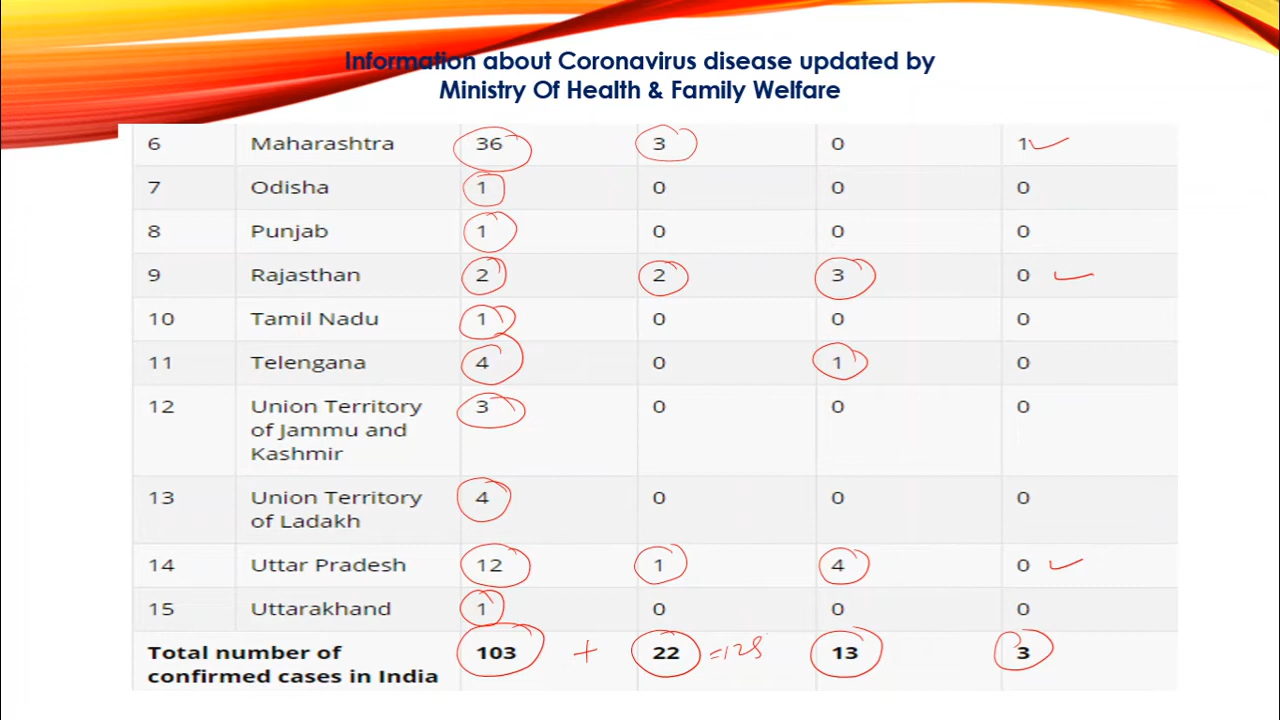 Information about Coronavirus disease updated by
Ministry Of Health & Family Welfare
6 Maharashtra 36 3 0 1
7 Odisha 1 0 0 0
8 Punjab 1 0 0 0
9 Rajasthan 2 2 3 0
10 Tamil Nadu 1 0 0 0
11 Telengana 4 0 1 0
12 Union Territory 3 0 0 0
of Jammu and
Kashmir
13 Union Territory 4 0 0 0
of Ladakh
14 Uttar Pradesh 12 1 4 0
15 Uttarakhand 1 0 0 0
Total number of 103 + 22 =125 13 3
confirmed cases in India